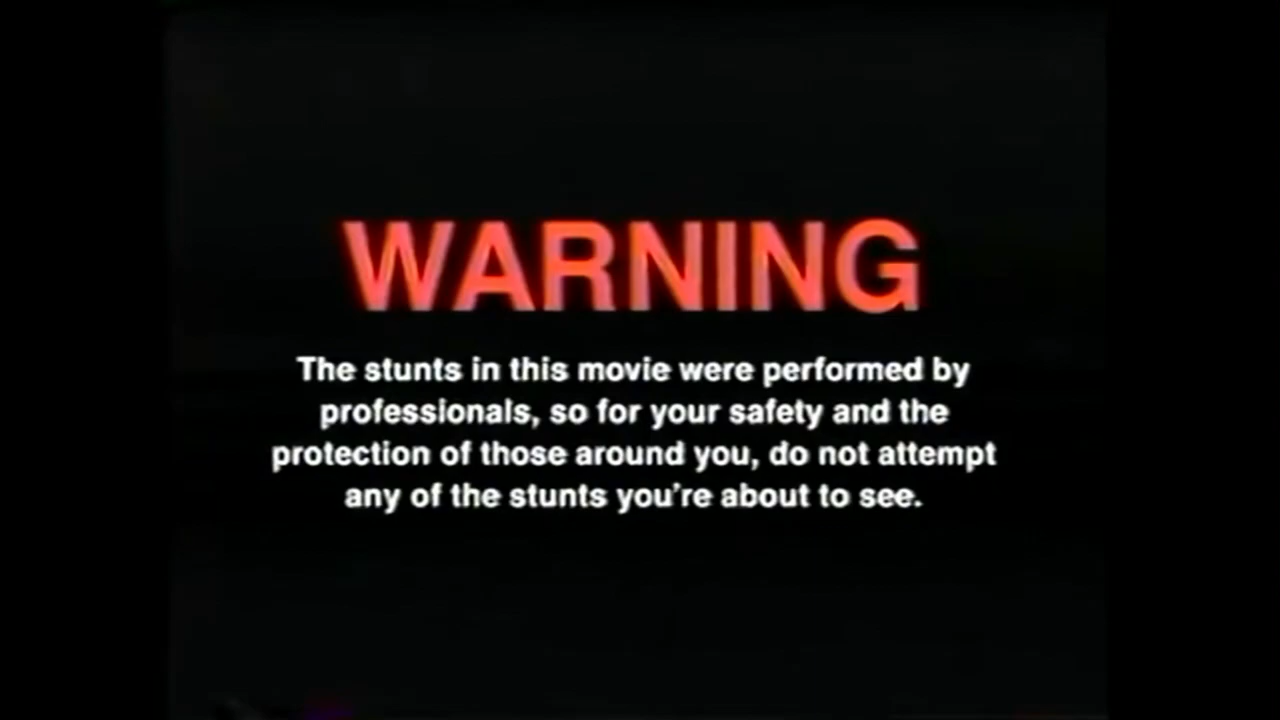 WARNING
The stunts in this movie were performed by
professionals, so for your safety and the
protection of those around you, do not attempt
any of the stunts you're about to see.